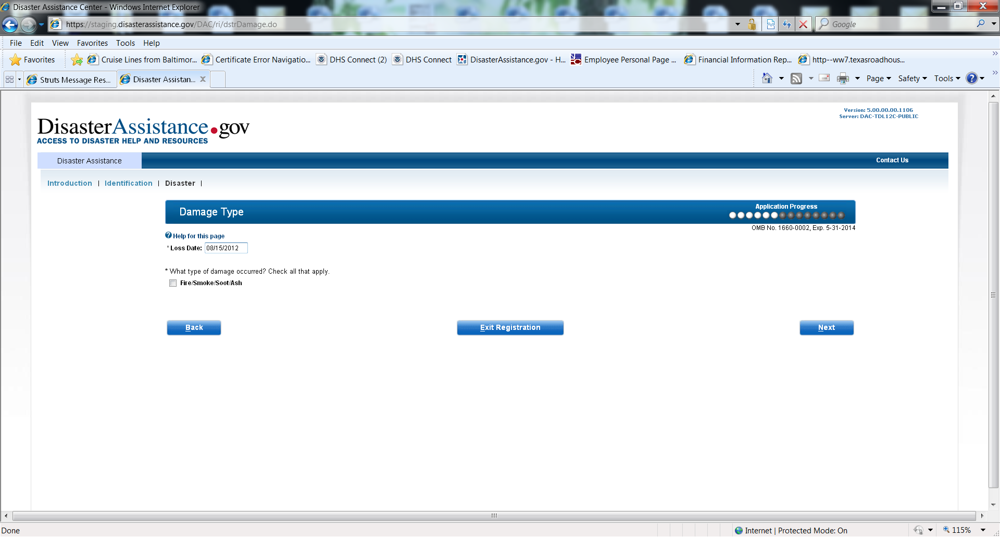 Disaster Assistance Center - Windows Internet Explorer
https://staging.disasterassistance.gov/DAC/ri/dstrDamage.do
Google
File Edit View Favorites Tools Help
Favorites Cruise Lines from Baltimor... Certificate Error Navigatio... DHS Connect (2) DHS Connect DisasterAssistance.gov - H... Employee Personal Page ... Financial Information Rep... http--ww7.texasroadhous...
Struts Message Res... Disaster Assistan... Page Safety Tools
Version: 5.00.00.00.1106
Server: DAC-TDL12C-PUBLIC
DisasterAssistance.gov
ACCESS TO DISASTER HELP AND RESOURCES
Disaster Assistance Contact Us
Introduction | Identification | Disaster |
Damage Type
Application Progress
OMB No. 1660-0002, Exp. 5-31-2014
Help for this page
* Loss Date: 08/15/2012
* What type of damage occurred? Check all that apply.
Fire/Smoke/Soot/Ash
Back Exit Registration Next
Done Internet | Protected Mode: On 115%